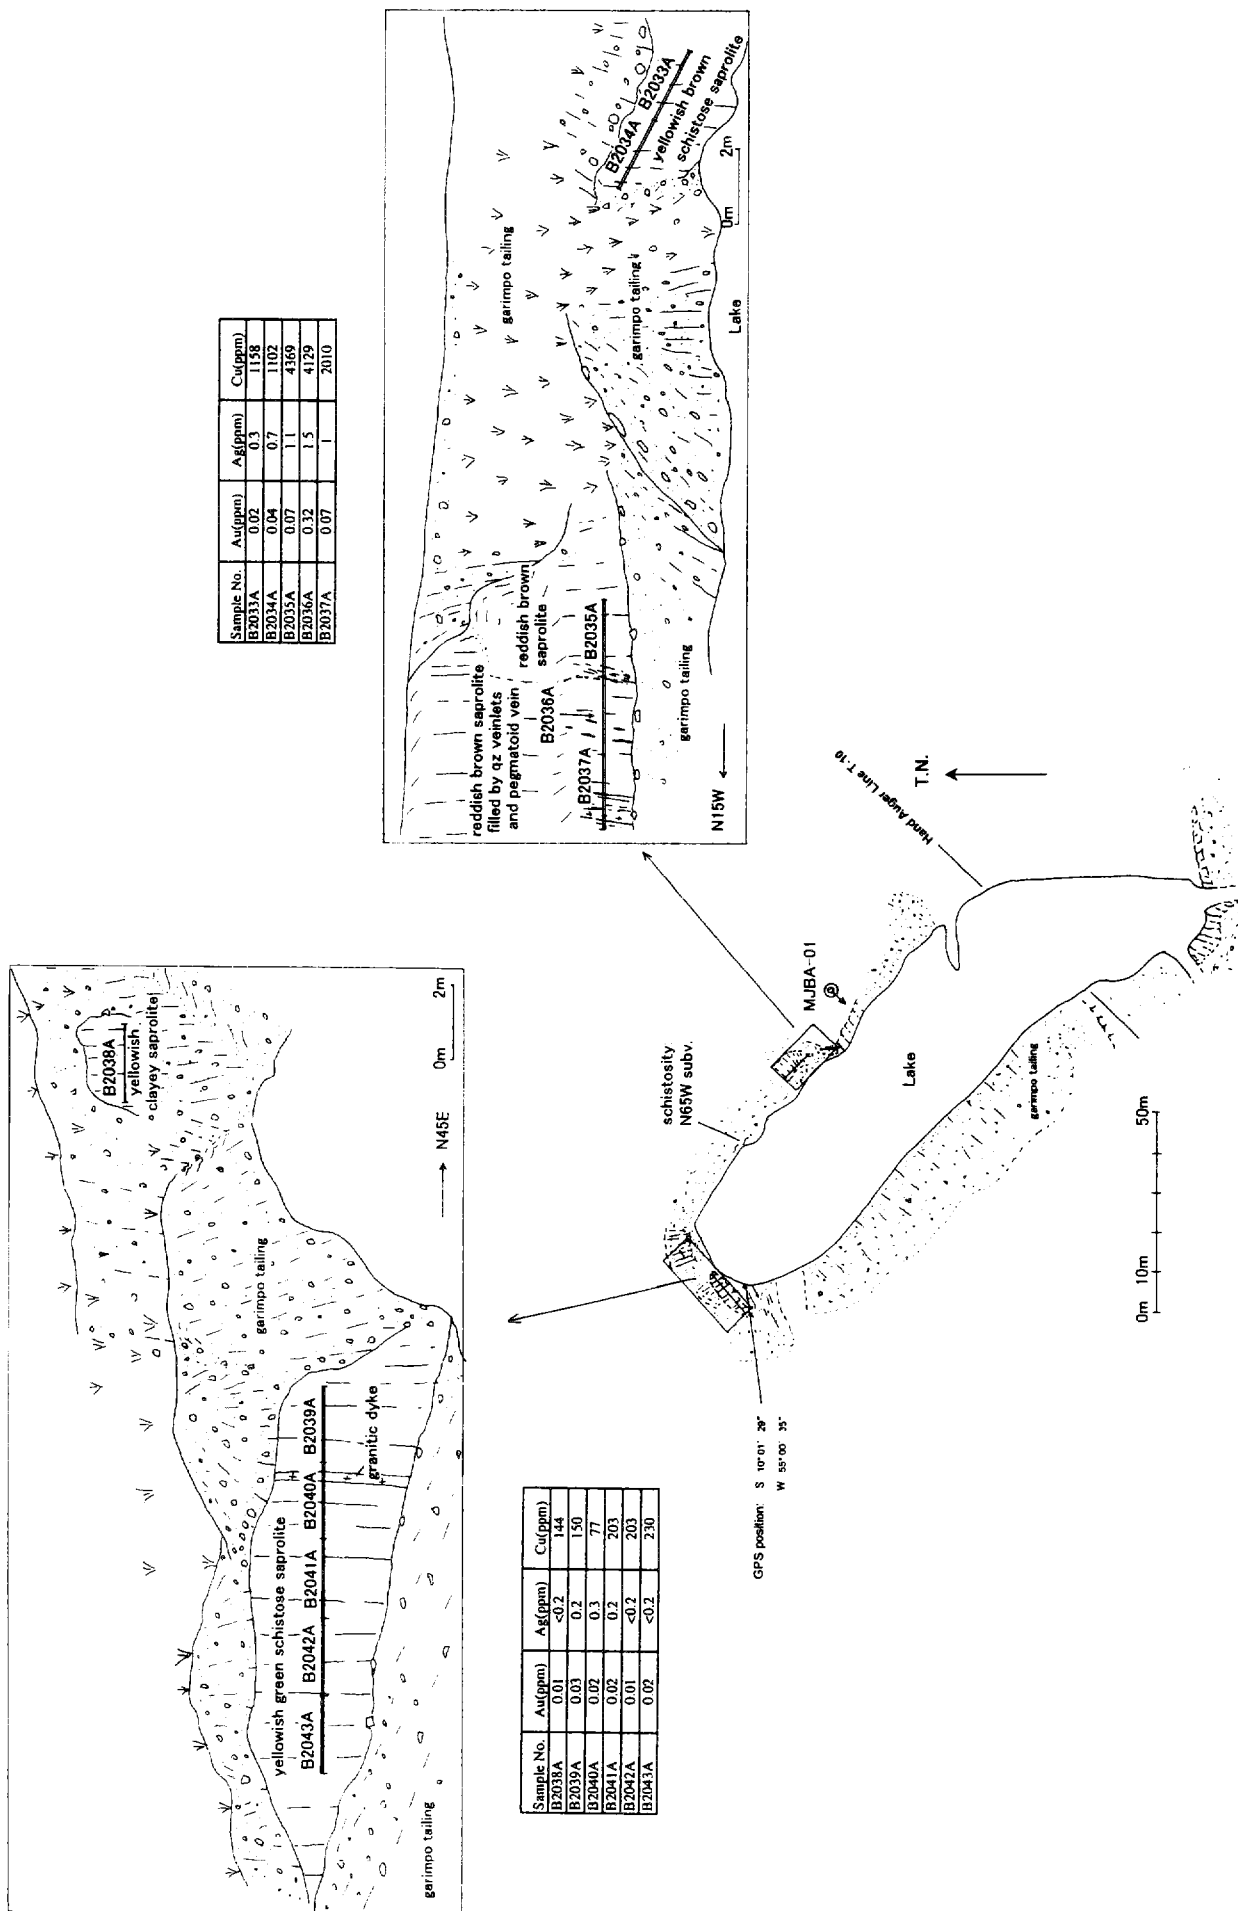 B2038A
yellowish
clayey saprolite
garimpo tailing
yellowish green schistose saprolite
B2043A B2042A B2041A B2040A B2039A
granitic dyke
N45E
0m 2m
garimpo tailing
Sample No. Au(ppm) Ag(ppm) Cu(ppm)
B2038A 0.01 <0.2 144
B2039A 0.03 0.2 150
B2040A 0.02 0.3 77
B2041A 0.02 0.2 203
B2042A 0.01 <0.2 203
B2043A 0.02 <0.2 230
Sample No. Au(ppm) Ag(ppm) Cu(ppm)
B2033A 0.02 0.3 1158
B2034A 0.04 0.7 1102
B2035A 0.07 1.1 4369
B2036A 0.32 1.5 4129
B2037A 0.07 1 2010
garimpo tailing
reddish brown saprolite
filled by qz veinlets
and pegmatoid vein
reddish brown
saprolite
B2037A B2036A B2035A
B2034A B2033A
yellowish brown
schistose saprolite
garimpo tailing
garimpo tailing
N15W
Lake
0m 2m
schistosity
N65W subv.
MJBA-01
Hand Auger Line T-10
T.N.
Lake
garimpo tailing
GPS position: S 10°01' 29"
W 55°00' 35"
0m 10m 50m